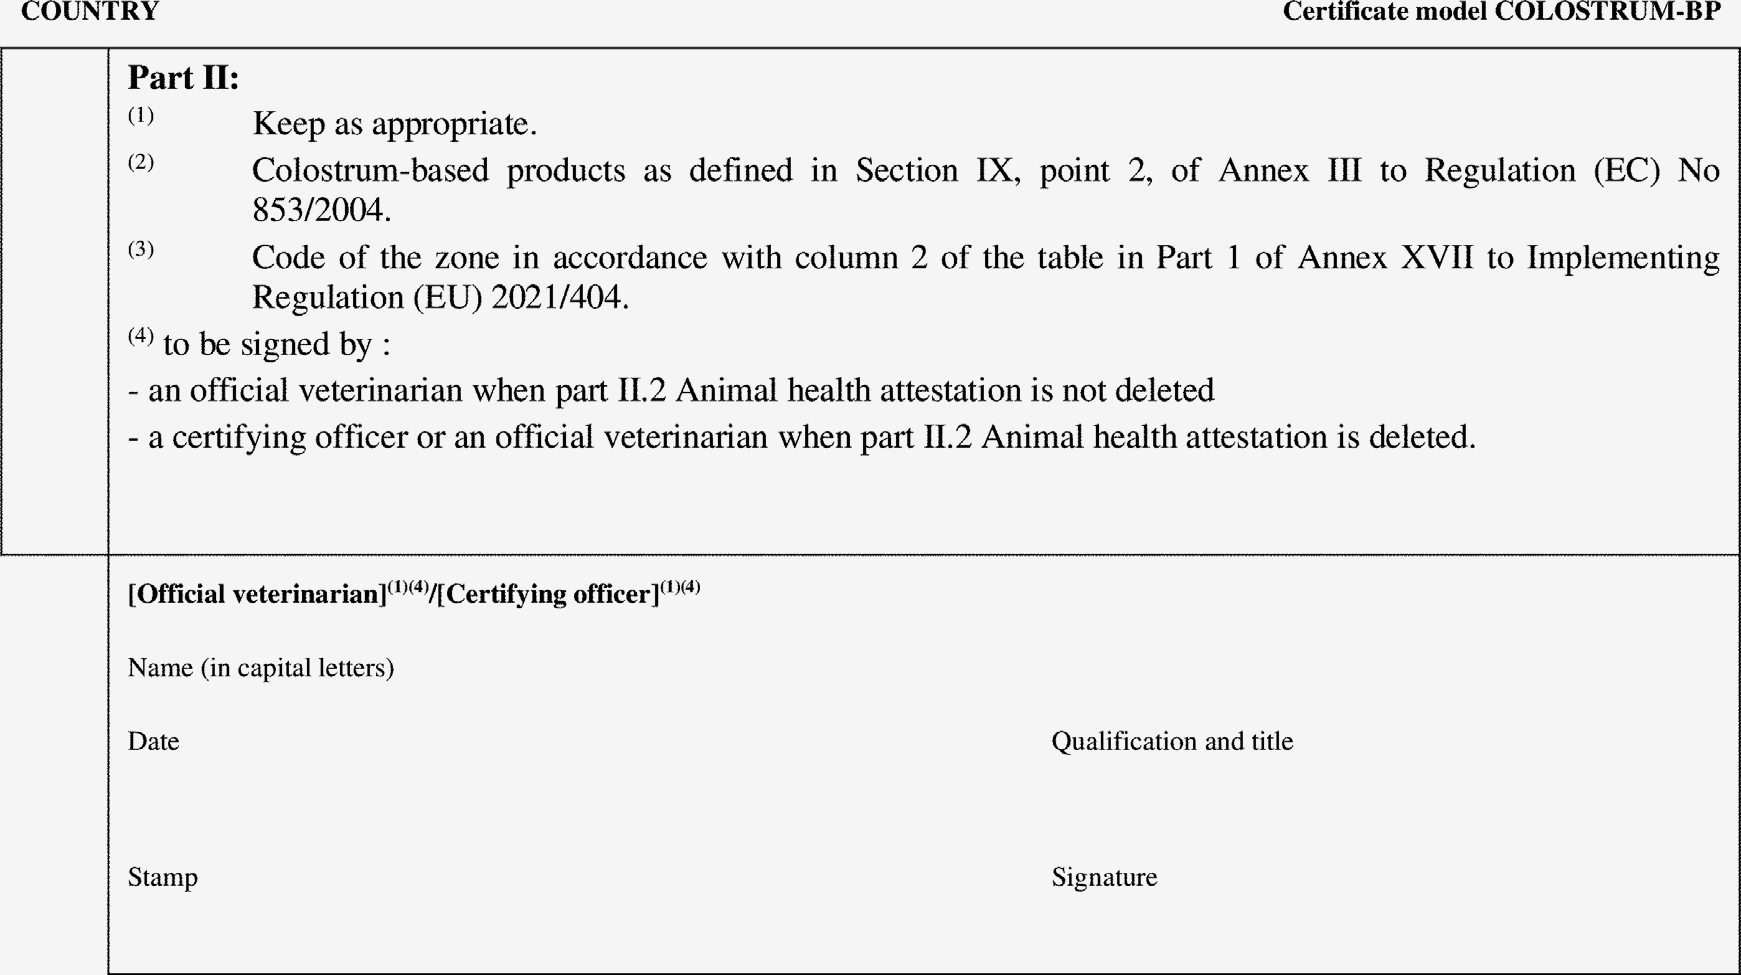 COUNTRY Certificate model COLOSTRUM-BP
Part II:
(1) Keep as appropriate.
(2) Colostrum-based products as defined in Section IX, point 2, of Annex III to Regulation (EC) No
853/2004.
(3) Code of the zone in accordance with column 2 of the table in Part 1 of Annex XVII to Implementing
Regulation (EU) 2021/404.
(4) to be signed by :
- an official veterinarian when part II.2 Animal health attestation is not deleted
- a certifying officer or an official veterinarian when part II.2 Animal health attestation is deleted.
[Official veterinarian](1)(4)/[Certifying officer](1)(4)
Name (in capital letters)
Date Qualification and title
Stamp Signature